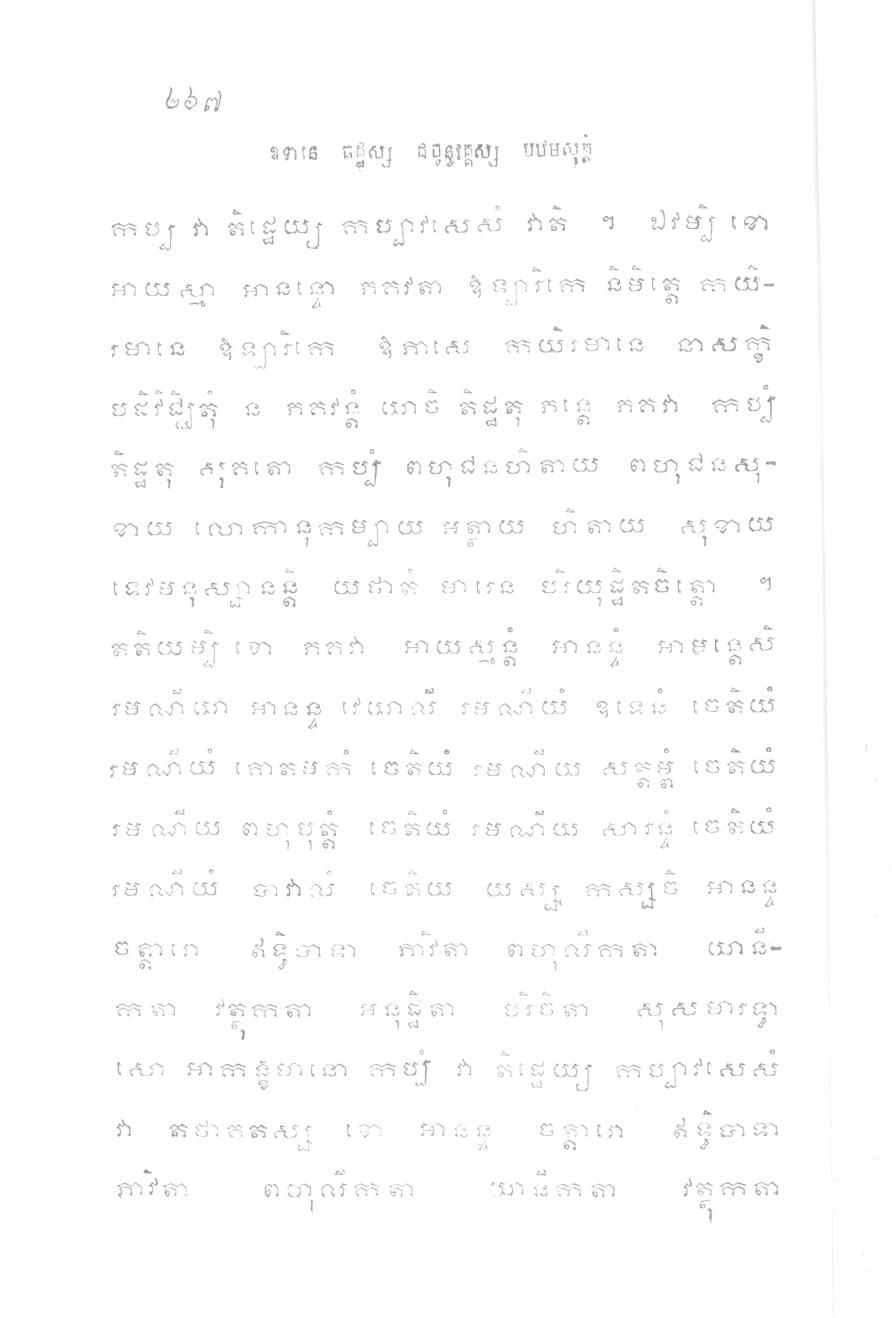 ២៦៧
ឧទានេ ធដ្ឋស្ស ដច្ចន្ធវគ្គស្ស បឋមសុត្តំ
កប្ប វា តិដ្ឋេយ្យ កប្បាវសេសំ វាតិ ។ ឯវម្បិ ខោ
អាយស្មា អានន្ទោ ភគវតា ឱឡារិកេ និមិត្តេ កយិ-
រមានេ ឱឡារិកេ ឱភាសេ កយិរមានេ នាសក្ខិ
បដិវិជ្ឈិតុំ ន ភគវន្តំ យាចិ តិដ្ឋតុ ភន្តេ ភគវា កប្បំ
តិដ្ឋតុ សុគតោ កប្បំ ពហុជនហិតាយ ពហុជនសុ-
ខាយ លោកានុកម្បាយ អត្ថាយ ហិតាយ សុខាយ
ទេវមនុស្សានន្តិ យថាតំ មារេន បរិយុដ្ឋិតចិត្តោ ។
តតិយម្បិ ខោ ភគវា អាយស្មន្តំ អានន្ទំ អាមន្តេសិ
រមណីយា អានន្ទ វេសាលី រមណីយំ ឧទេនំ ចេតិយំ
រមណីយំ គោតមកំ ចេតិយំ រមណីយំ សត្តម្ពំ ចេតិយំ
រមណីយំ ពហុបុត្តំ ចេតិយំ រមណីយំ សារន្ទំ ចេតិយំ
រមណីយំ បាវាលំ ចេតិយំ យស្ស កស្សចិ អានន្ទ
ចត្តារោ ឥទ្ធិបាទា ភាវិតា ពហុលីកតា យានី-
កតា វត្ថុកតា អនុដ្ឋិតា បរិចិតា សុសមារទ្ធា
សោ អាកង្ខមានោ កប្បំ វា តិដ្ឋេយ្យ កប្បាវសេសំ
វា តថាគតស្ស ខោ អានន្ទ ចត្តារោ ឥទ្ធិបាទា
ភាវិតា ពហុលីកតា យានីកតា វត្ថុកតា